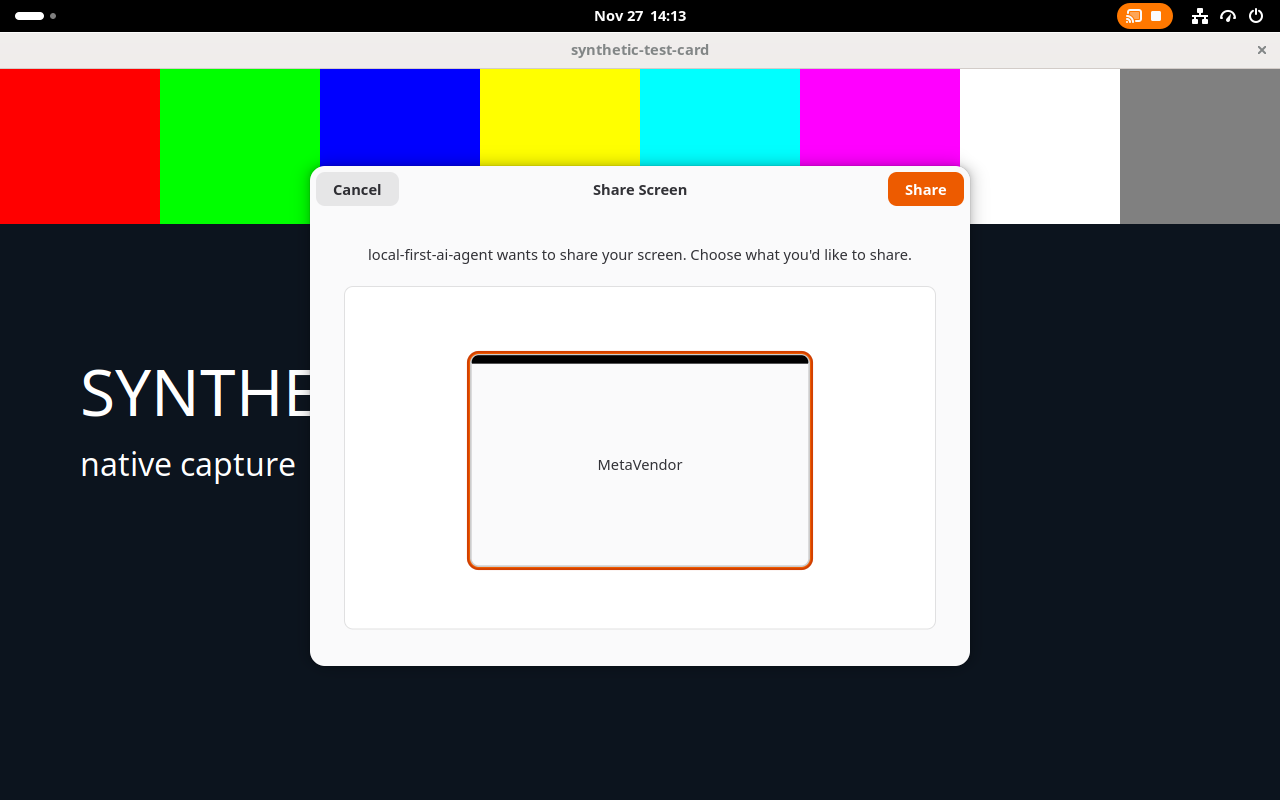 Nov 27 14:13
synthetic-test-card
Cancel
Share Screen
Share
local-first-ai-agent wants to share your screen. Choose what you'd like to share.
MetaVendor
SYNTHE
native capture